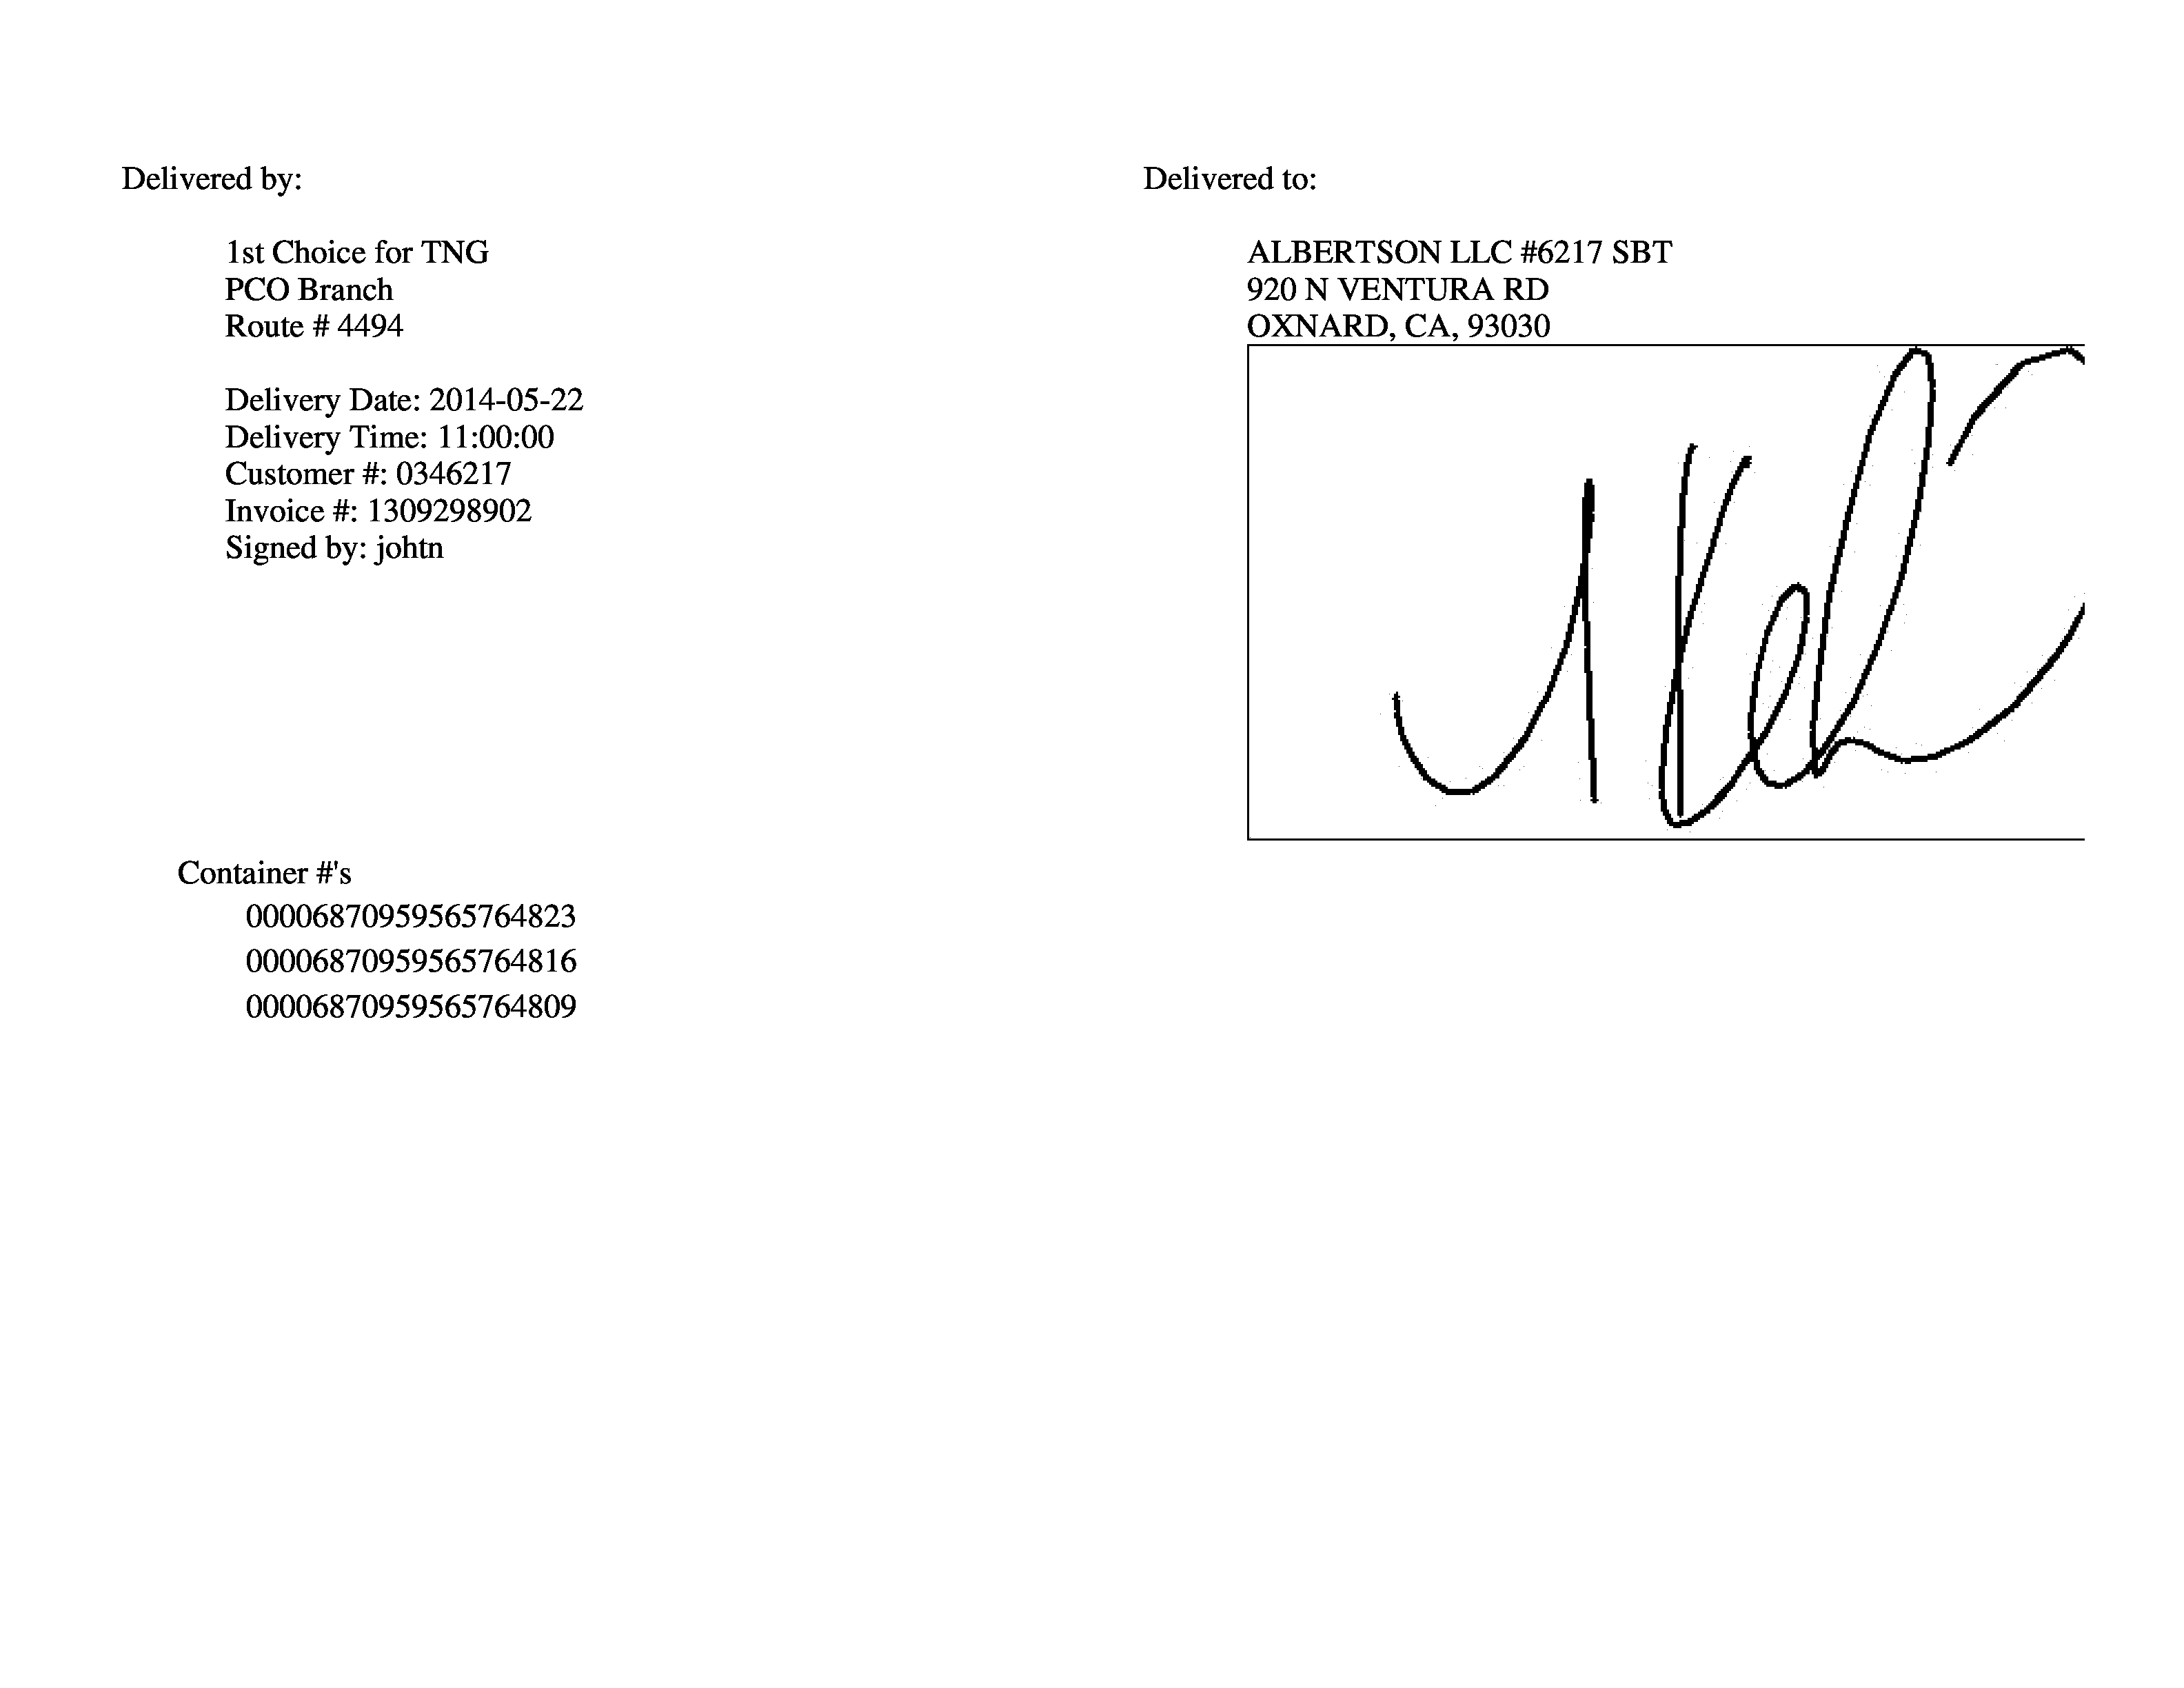 Delivered by:
1st Choice for TNG
PCO Branch
Route # 4494
Delivery Date: 2014-05-22
Delivery Time: 11:00:00
Customer #: 0346217
Invoice #: 1309298902
Signed by: johtn
Delivered to:
ALBERTSON LLC #6217 SBT
920 N VENTURA RD
OXNARD, CA, 93030
Container #'s
00006870959565764823
00006870959565764816
00006870959565764809